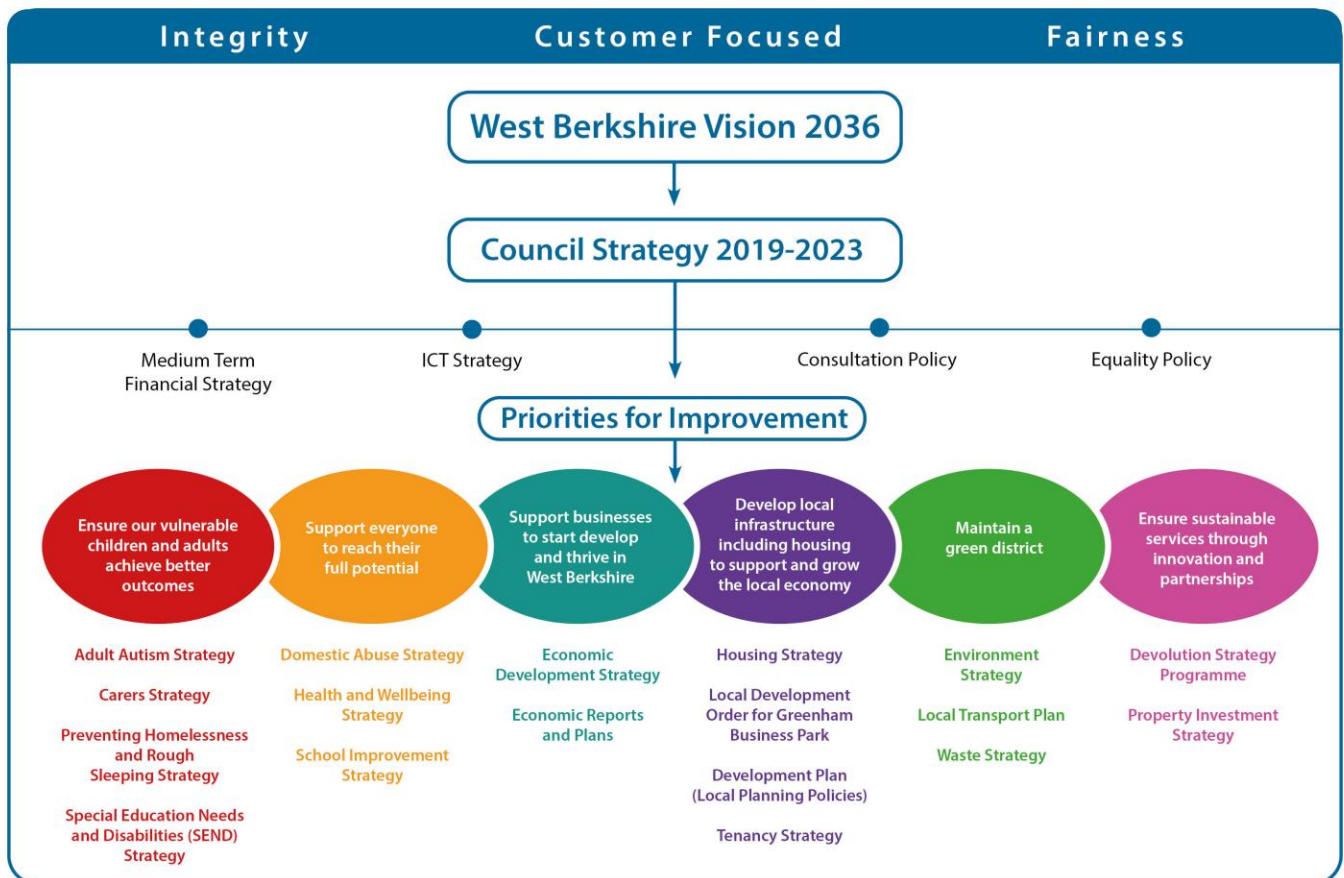 Integrity
Customer Focused
Fairness
West Berkshire Vision 2036
Council Strategy 2019-2023
Medium Term
Financial Strategy
ICT Strategy
Consultation Policy
Equality Policy
Priorities for Improvement
Ensure our vulnerable
children and adults
achieve better
outcomes
Support everyone
to reach their
full potential
Support businesses
to start develop
and thrive in
West Berkshire
Develop local
infrastructure
including housing
to support and grow
the local economy
Maintain a
green district
Ensure sustainable
services through
innovation and
partnerships
Adult Autism Strategy
Carers Strategy
Preventing Homelessness
and Rough
Sleeping Strategy
Special Education Needs
and Disabilities (SEND)
Strategy
Domestic Abuse Strategy
Health and Wellbeing
Strategy
School Improvement
Strategy
Economic
Development Strategy
Economic Reports
and Plans
Housing Strategy
Local Development
Order for Greenham
Business Park
Development Plan
(Local Planning Policies)
Tenancy Strategy
Environment
Strategy
Local Transport Plan
Waste Strategy
Devolution Strategy
Programme
Property Investment
Strategy